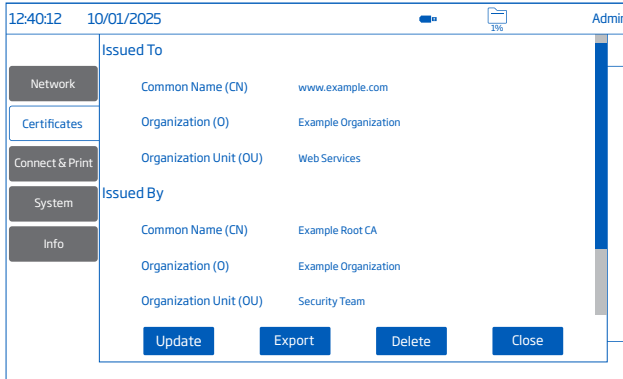 12:40:12 10/01/2025 Admin
1%
Issued To
Network
Common Name (CN) www.example.com
Certificates
Organization (O) Example Organization
Connect & Print
Organization Unit (OU) Web Services
System
Issued By
Info
Common Name (CN) Example Root CA
Organization (O) Example Organization
Organization Unit (OU) Security Team
Update Export Delete Close